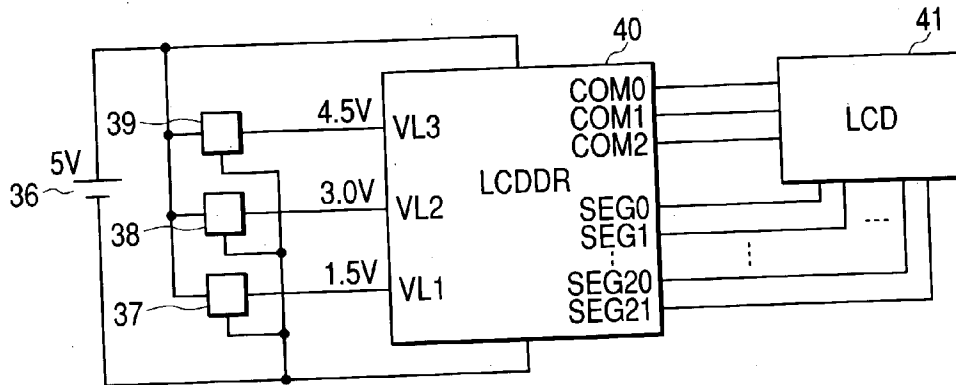 40
41
39
4.5V
VL3
COM0
COM1
COM2
LCD
5V
36
38
3.0V
VL2
LCDDR
SEG0
SEG1
37
1.5V
VL1
SEG20
SEG21